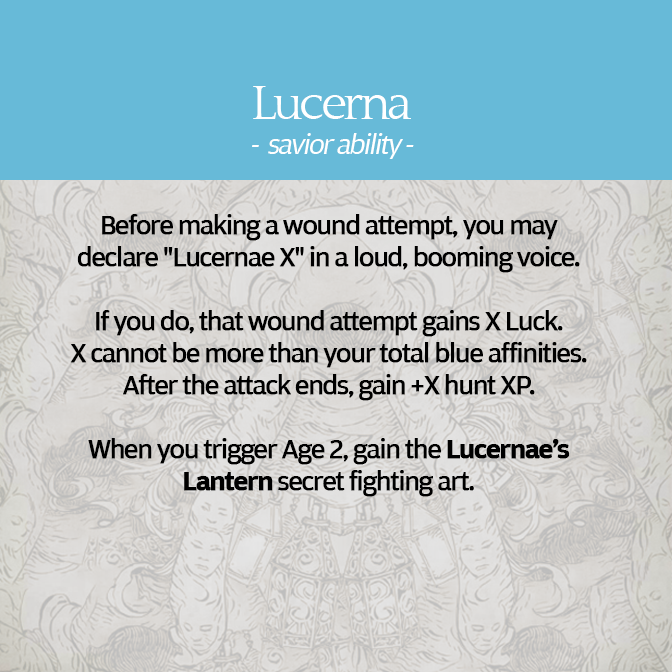 Lucerna
- savior ability -
Before making a wound attempt, you may
declare "Lucernae X" in a loud, booming voice.
If you do, that wound attempt gains X Luck.
X cannot be more than your total blue affinities.
After the attack ends, gain +X hunt XP.
When you trigger Age 2, gain the Lucernae’s
Lantern secret fighting art.